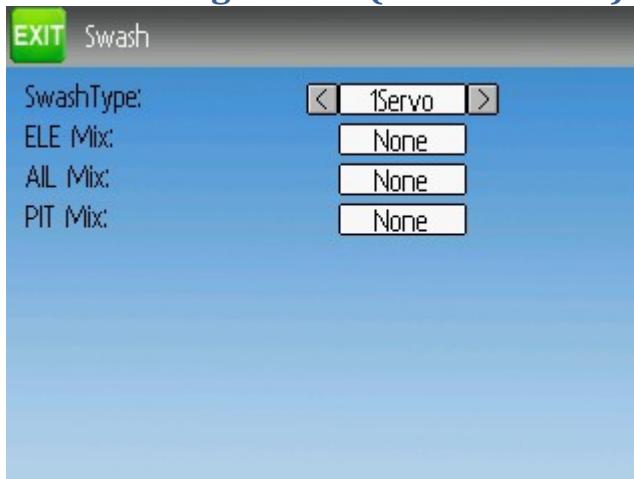 EXIT Swash
SwashType: < 1Servo >
ELE Mix: None
AIL Mix: None
PIT Mix: None